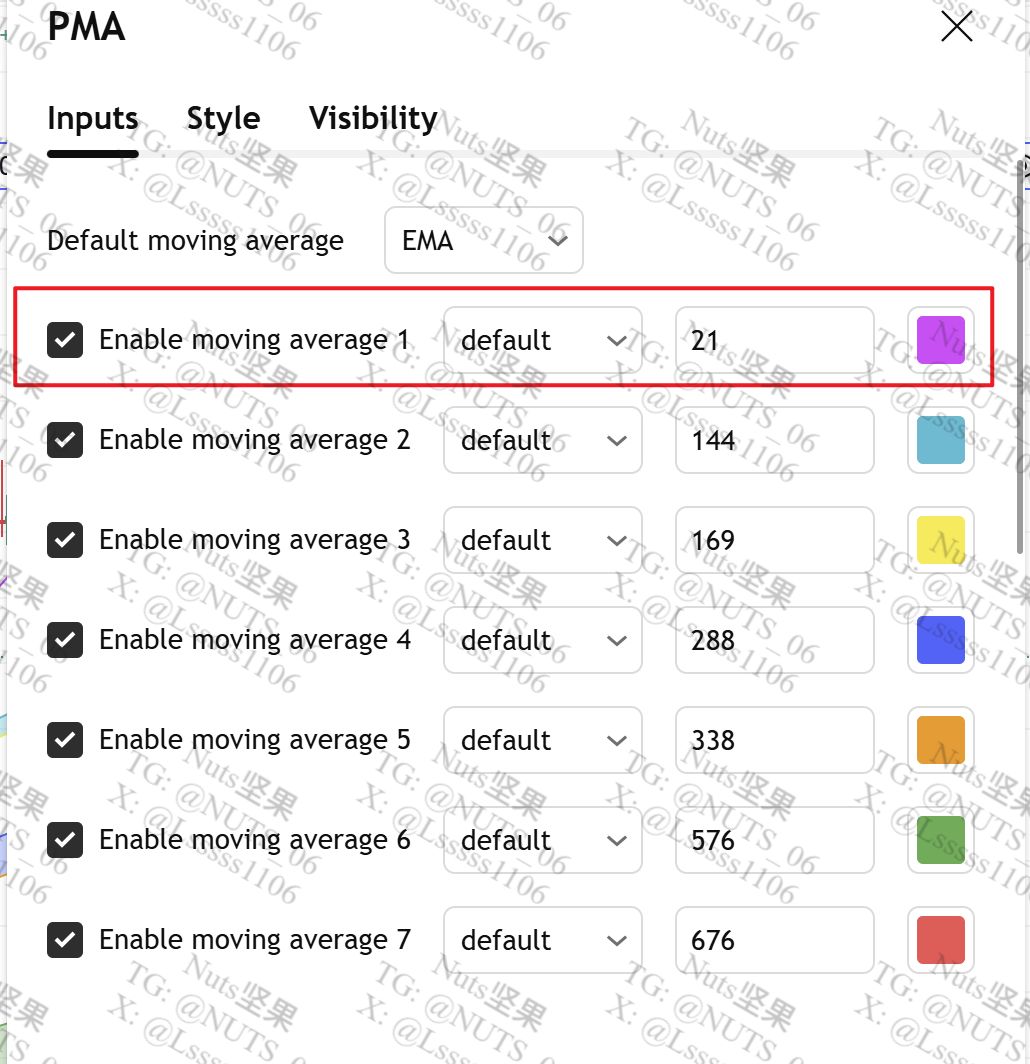 PMA
Inputs Style Visibility
Default moving average EMA
Enable moving average 1 default 21
Enable moving average 2 default 144
Enable moving average 3 default 169
Enable moving average 4 default 288
Enable moving average 5 default 338
Enable moving average 6 default 576
Enable moving average 7 default 676
Nuts坚果
TG: @NUTS_06
X: @Lsssss1106